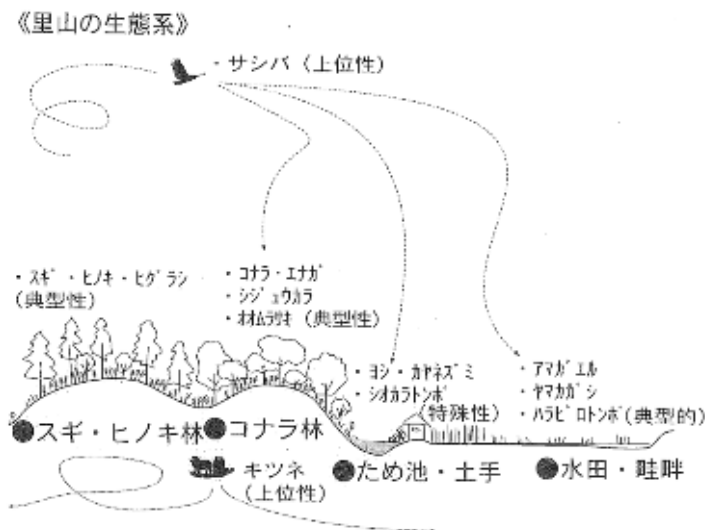 《里山の生態系》
・サシバ（上位性）
・スギ・ヒノキ・ヒグラシ
(典型性)
・コナラ・エナガ
・シジュウカラ
・オオムラサキ（典型性）
・ヨシ・カヤネズミ
・シオカラトンボ
(特殊性)
・アマガエル
・ヤマカガシ
・ハラビロトンボ(典型的)
●スギ・ヒノキ林
●コナラ林
キツネ
(上位性)
●ため池・土手
●水田・畦畔